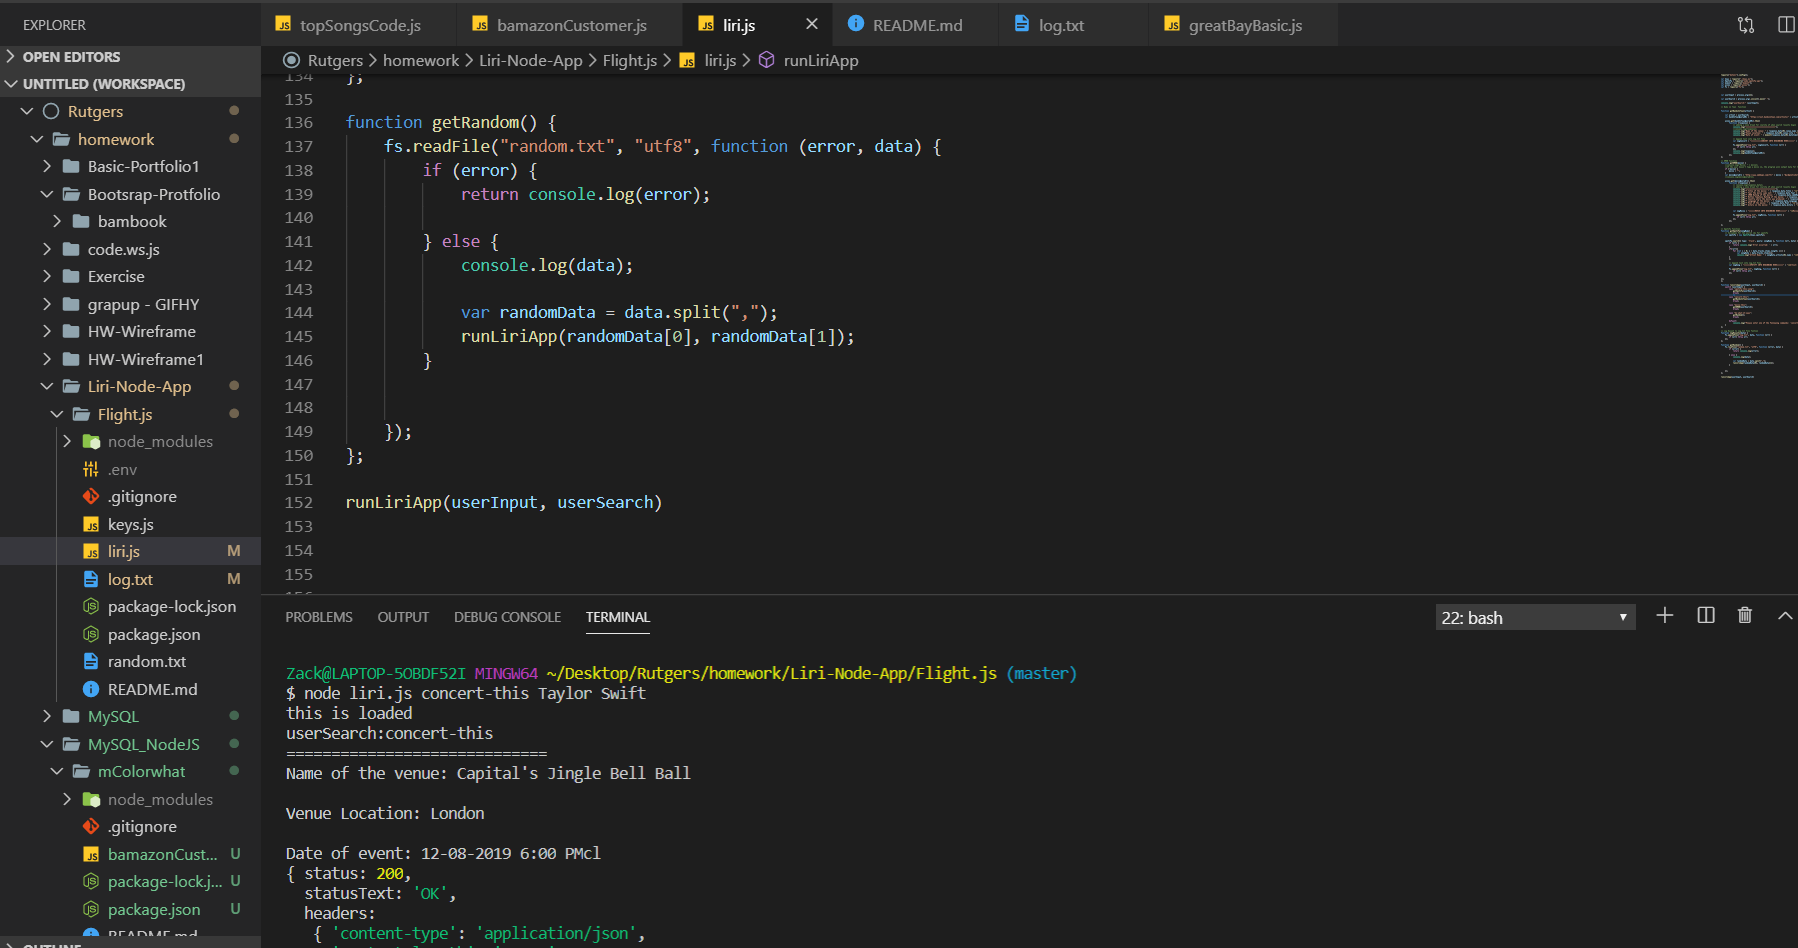 EXPLORER
topSongsCode.js
bamazonCustomer.js
liri.js
README.md
log.txt
greatBayBasic.js
OPEN EDITORS
UNTITLED (WORKSPACE)
Rutgers
homework
Basic-Portfolio1
Bootsrap-Protfolio
bambook
code.ws.js
Exercise
grapup - GIFHY
HW-Wireframe
HW-Wireframe1
Liri-Node-App
Flight.js
node_modules
.env
.gitignore
keys.js
liri.js M
log.txt M
package-lock.json
package.json
random.txt
README.md
MySQL
MySQL_NodeJS
mColorwhat
node_modules
.gitignore
bamazonCust... U
package-lock.j... U
package.json U
README.md
OUTLINE
Rutgers > homework > Liri-Node-App > Flight.js > liri.js > runLiriApp
134 };
135
136 function getRandom() {
137 fs.readFile("random.txt", "utf8", function (error, data) {
138 if (error) {
139 return console.log(error);
140
141 } else {
142 console.log(data);
143
144 var randomData = data.split(",");
145 runLiriApp(randomData[0], randomData[1]);
146 }
147
148
149 });
150 };
151
152 runLiriApp(userInput, userSearch)
153
154
155
PROBLEMS OUTPUT DEBUG CONSOLE TERMINAL
22: bash
Zack@LAPTOP-5OBDF52I MINGW64 ~/Desktop/Rutgers/homework/Liri-Node-App/Flight.js (master)
$ node liri.js concert-this Taylor Swift
this is loaded
userSearch:concert-this
=============================
Name of the venue: Capital's Jingle Bell Ball
Venue Location: London
Date of event: 12-08-2019 6:00 PMcl
{ status: 200,
statusText: 'OK',
headers:
{ 'content-type': 'application/json',